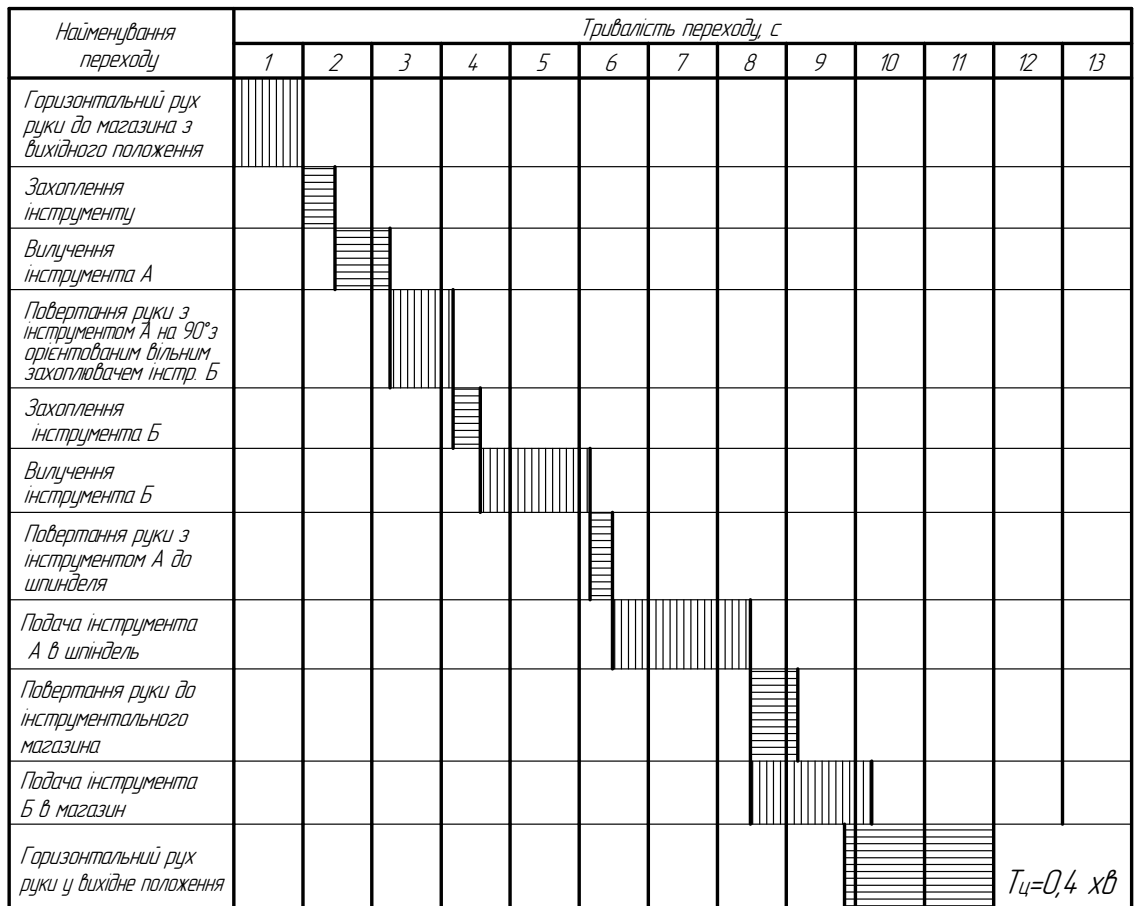 Найменування
переходу
Тривалість переходу, с
1 2 3 4 5 6 7 8 9 10 11 12 13
Горизонтальний рух
руки до магазина з
вихідного положення
Захоплення
інструменту
Вилучення
інструмента А
Повертання руки з
інструментом А на 90°з
орієнтованим вільним
захоплювачем інстр. Б
Захоплення
інструмента Б
Вилучення
інструмента Б
Повертання руки з
інструментом А до
шпинделя
Подача інструмента
А в шпіндель
Повертання руки до
інструментального
магазина
Подача інструмента
Б в магазин
Горизонтальний рух
руки у вихідне положення
Тц=0,4 хв